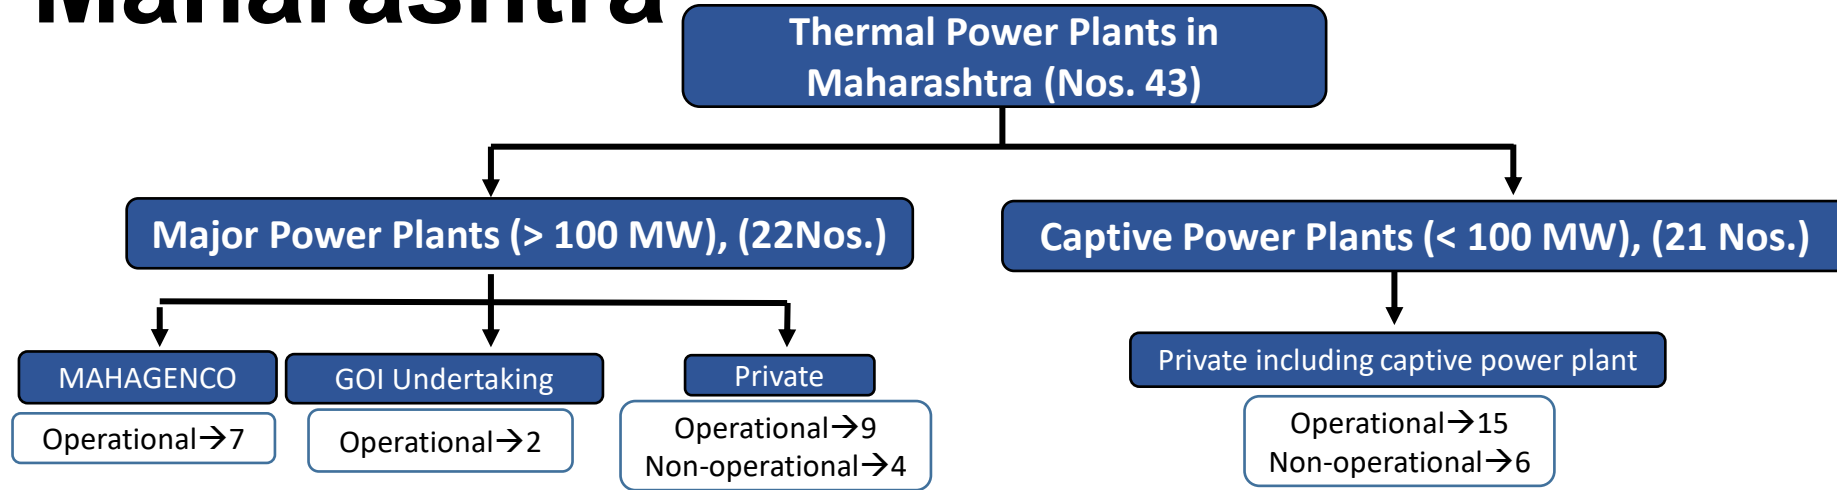 Maharashtra
Thermal Power Plants in
Maharashtra (Nos. 43)
Major Power Plants (> 100 MW), (22Nos.)
Captive Power Plants (< 100 MW), (21 Nos.)
MAHAGENCO
GOI Undertaking
Private
Private including captive power plant
Operational→7
Operational→2
Operational→9
Non-operational→4
Operational→15
Non-operational→6